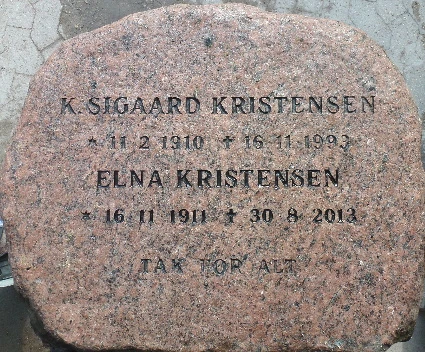 K. SIGAARD KRISTENSEN
* 11 2 1910 ✝ 16 11 1993
ELNA KRISTENSEN
* 16 11 1911 ✝ 30 8 2013
TAK FOR ALT